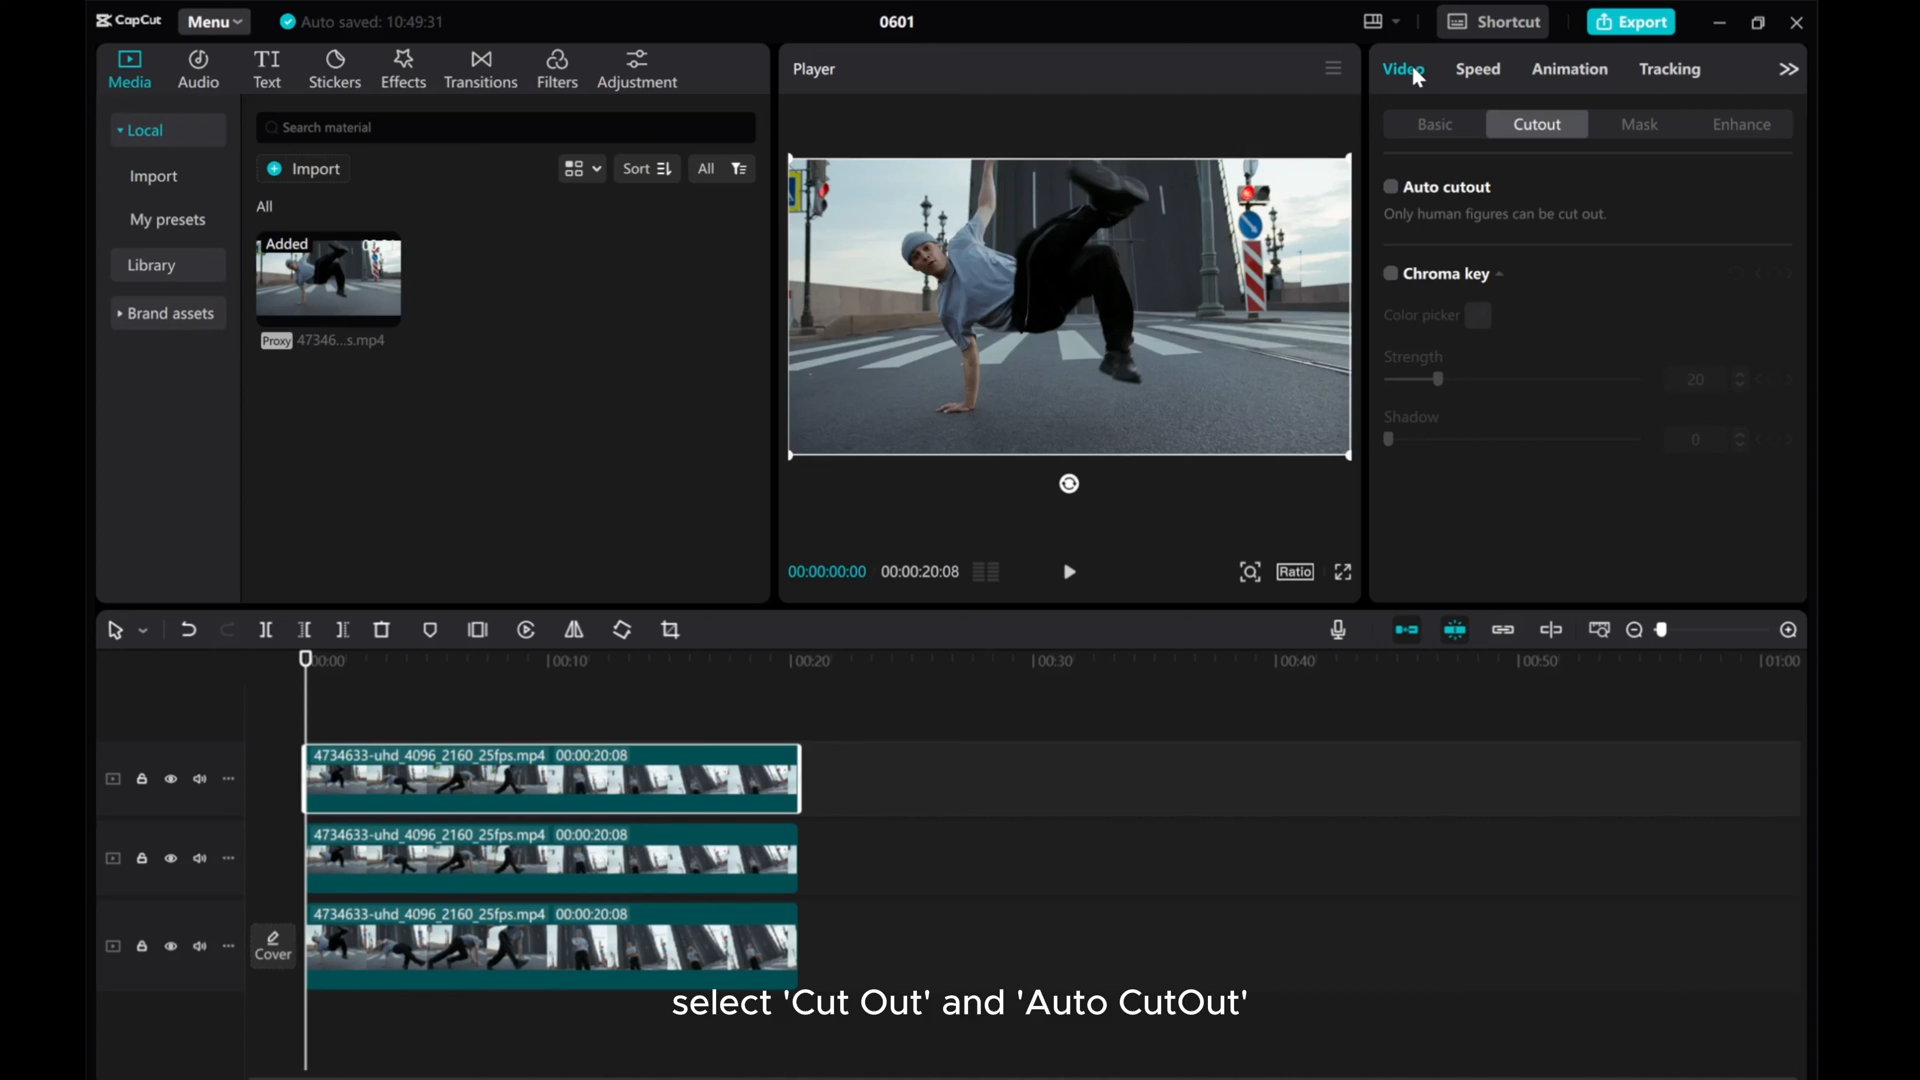 CapCut
Menu
Auto saved: 10:49:31
0601
Shortcut
Export
Media
Audio
TI
Text
Stickers
Effects
Transitions
Filters
Adjustment
Player
Video
Speed
Animation
Tracking
Local
Search material
Basic
Cutout
Mask
Enhance
Import
Import
Sort
All
My presets
All
Auto cutout
Only human figures can be cut out.
Library
Added
Chroma key
Brand assets
Color picker
Proxy
47346...s.mp4
Strength
20
Shadow
0
00:00:00:00
00:00:20:08
Ratio
00:00
00:10
00:20
00:30
00:40
00:50
01:00
4734633-uhd_4096_2160_25fps.mp4 00:00:20:08
4734633-uhd_4096_2160_25fps.mp4 00:00:20:08
4734633-uhd_4096_2160_25fps.mp4 00:00:20:08
Cover
select 'Cut Out' and 'Auto CutOut'